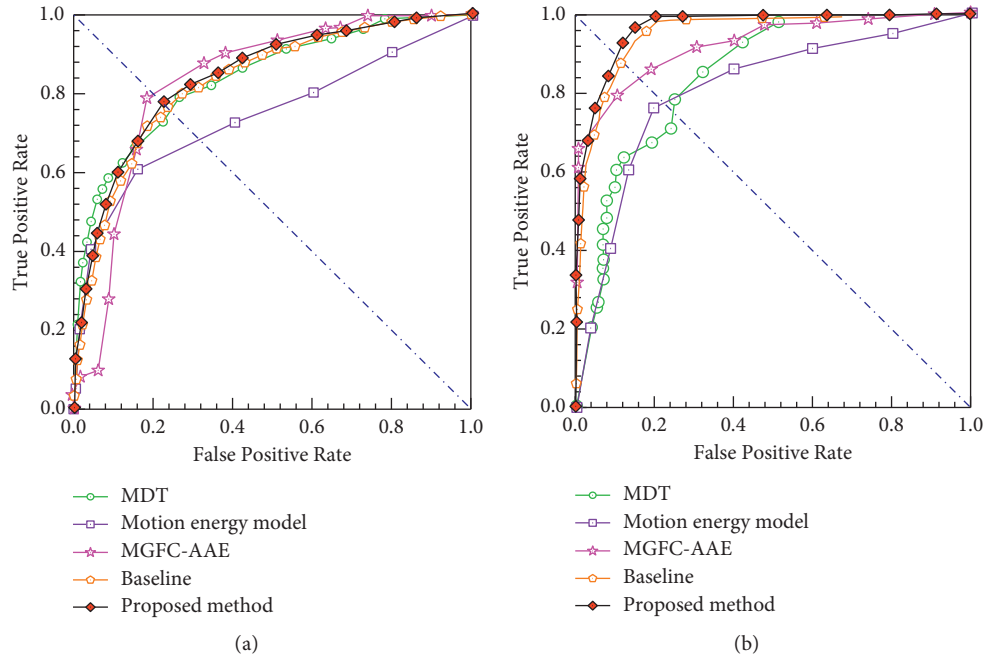 1.0
0.8
0.6
0.4
0.2
0.0
True Positive Rate
0.0 0.2 0.4 0.6 0.8 1.0
False Positive Rate
MDT
Motion energy model
MGFC-AAE
Baseline
Proposed method
(a)
1.0
0.8
0.6
0.4
0.2
0.0
True Positive Rate
0.0 0.2 0.4 0.6 0.8 1.0
False Positive Rate
MDT
Motion energy model
MGFC-AAE
Baseline
Proposed method
(b)